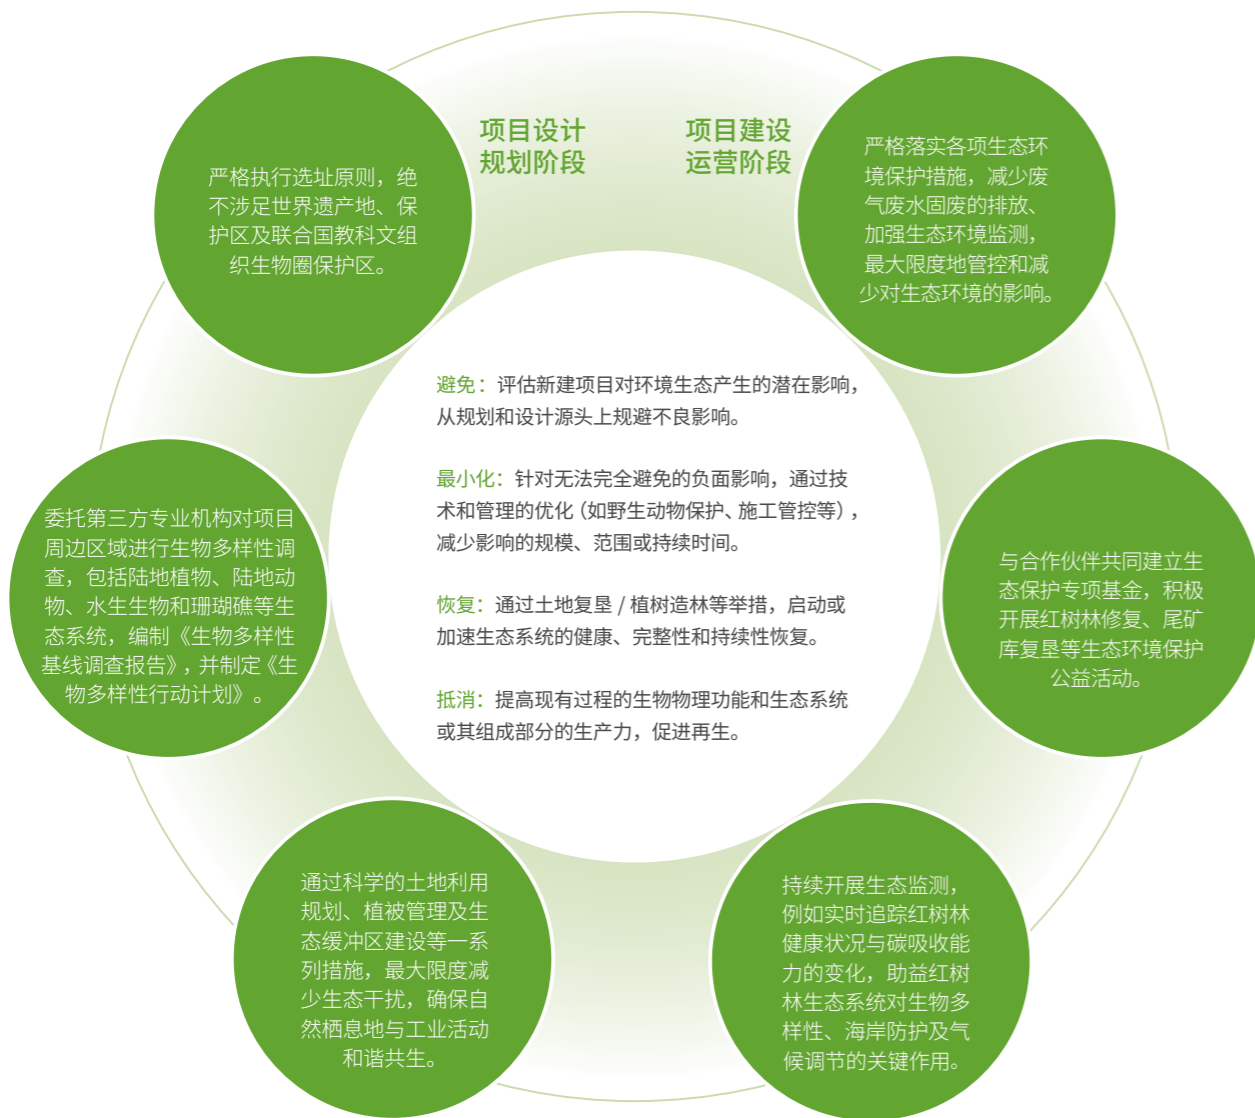 项目设计
规划阶段
严格执行选址原则，绝
不涉足世界遗产地、保
护区及联合国教科文组
织生物圈保护区。
委托第三方专业机构对项目
周边区域进行生物多样性调
查，包括陆地植物、陆地动
物、水生生物和珊瑚礁等生
态系统，编制《生物多样性
基线调查报告》，并制定《生
物多样性行动计划》。
通过科学的土地利用
规划、植被管理及生
态缓冲区建设等一系
列措施，最大限度减
少生态干扰，确保自
然栖息地与工业活动
和谐共生。
避免：评估新建项目对环境生态产生的潜在影响，
从规划和设计源头上规避不良影响。
最小化：针对无法完全避免的负面影响，通过技
术和管理的优化（如野生动物保护、施工管控等），
减少影响的规模、范围或持续时间。
恢复：通过土地复垦 / 植树造林等举措，启动或
加速生态系统的健康、完整性和持续性恢复。
抵消：提高现有过程的生物物理功能和生态系统
或其组成部分的生产力，促进再生。
项目建设
运营阶段
严格落实各项生态环
境保护措施，减少废
气废水固废的排放、
加强生态环境监测，
最大限度地管控和减
少对生态环境的影响。
与合作伙伴共同建立生
态保护专项基金，积极
开展红树林修复、尾矿
库复垦等生态环境保护
公益活动。
持续开展生态监测，
例如实时追踪红树林
健康状况与碳吸收能
力的变化，助益红树
林生态系统对生物多
样性、海岸防护及气
候调节的关键作用。